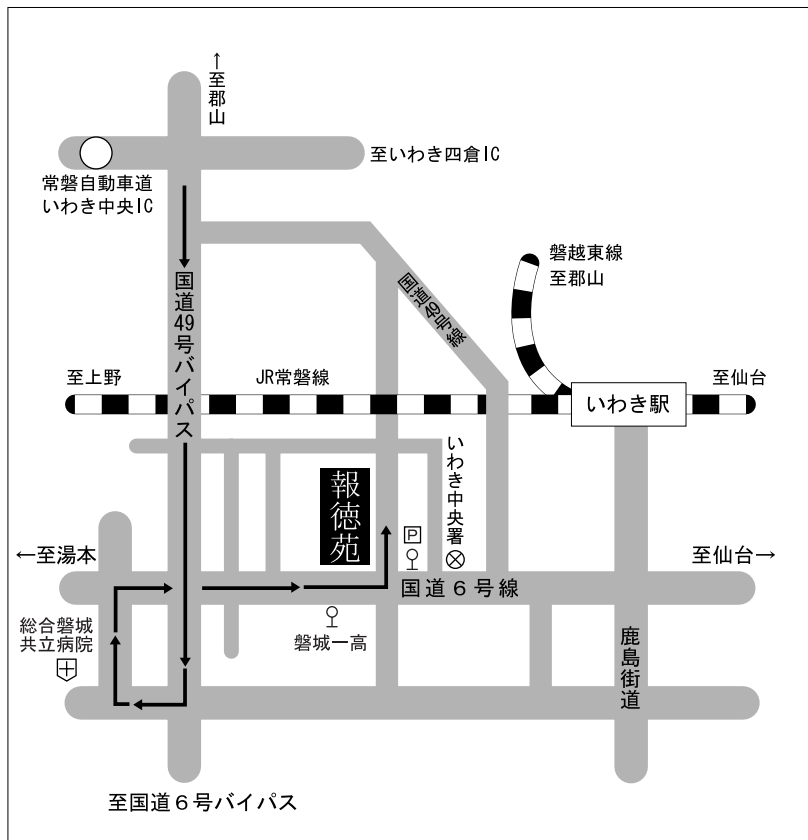 ↑至郡山
至いわき四倉IC
常磐自動車道
いわき中央IC
磐越東線
至郡山
国道49号線
国道49号バイパス
至上野
JR常磐線
いわき駅
至仙台
いわき中央署
報徳苑
P
←至湯本
至仙台→
国道6号線
総合磐城
共立病院
磐城一高
鹿島街道
至国道6号バイパス